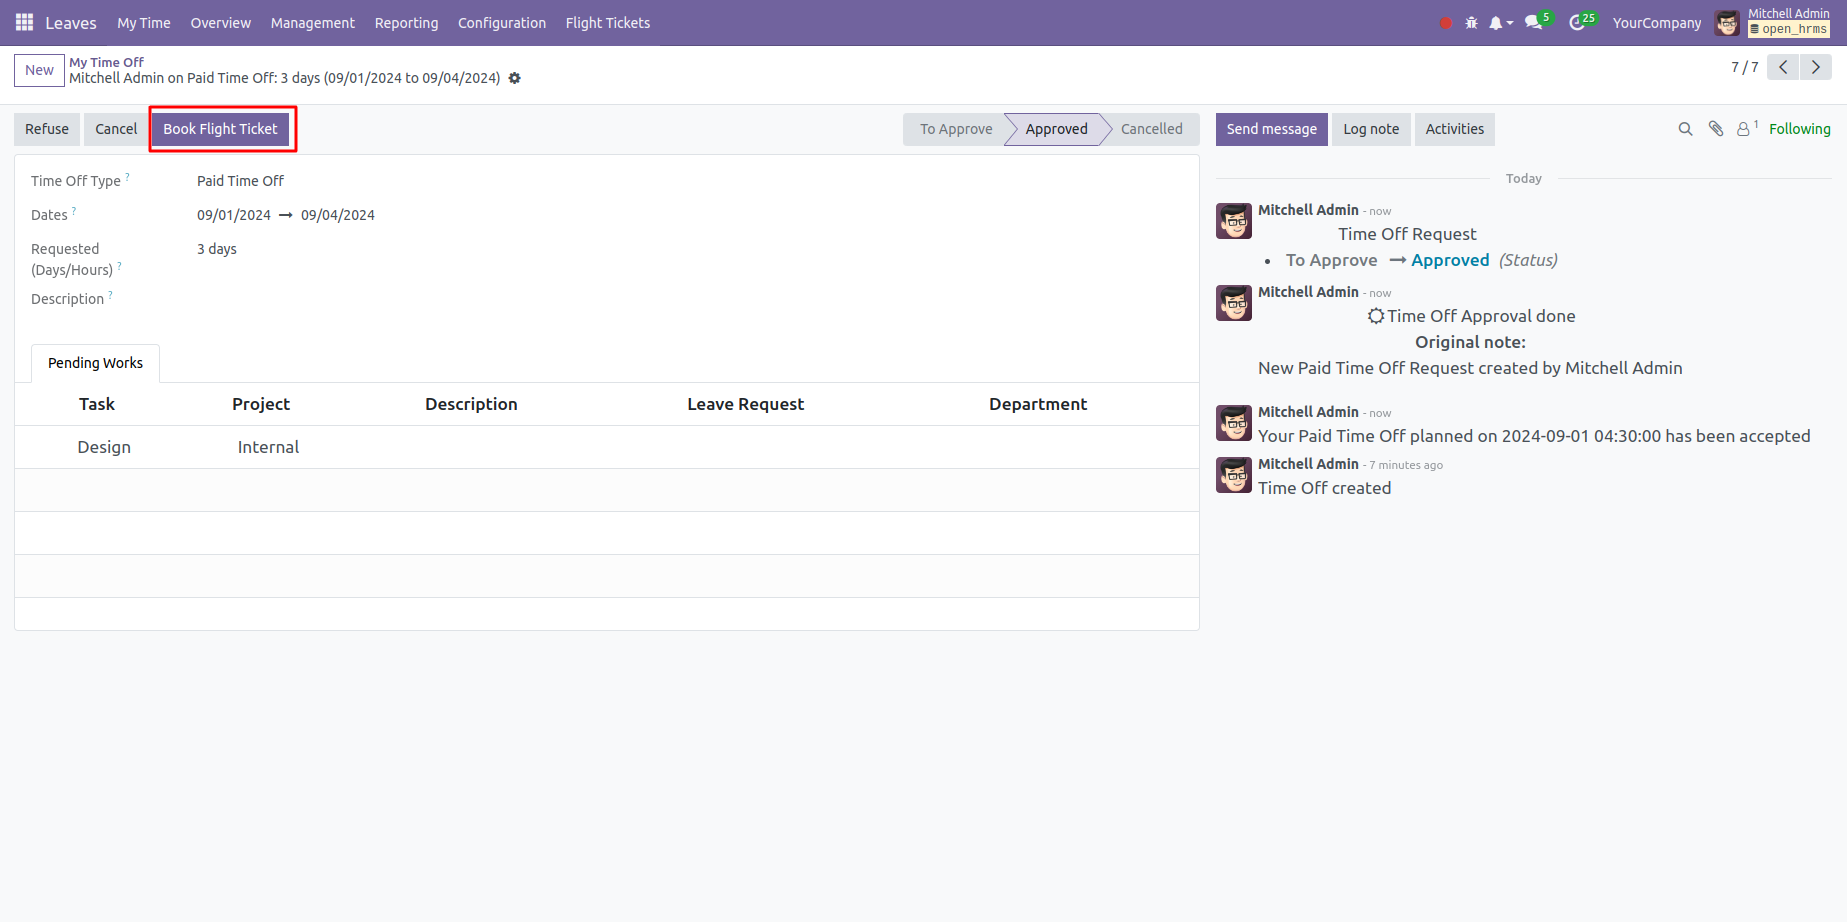 Leaves My Time Overview Management Reporting Configuration Flight Tickets 5 25 YourCompany Mitchell Admin
open_hrms
New My Time Off
Mitchell Admin on Paid Time Off: 3 days (09/01/2024 to 09/04/2024)
7 / 7
Refuse Cancel Book Flight Ticket To Approve Approved Cancelled Send message Log note Activities 1 Following
Time Off Type ? Paid Time Off
Dates ? 09/01/2024 → 09/04/2024
Requested
(Days/Hours) ? 3 days
Description ?
Pending Works
Task Project Description Leave Request Department
Design Internal
Today
Mitchell Admin - now
Time Off Request
• To Approve → Approved (Status)
Mitchell Admin - now
Time Off Approval done
Original note:
New Paid Time Off Request created by Mitchell Admin
Mitchell Admin - now
Your Paid Time Off planned on 2024-09-01 04:30:00 has been accepted
Mitchell Admin - 7 minutes ago
Time Off created